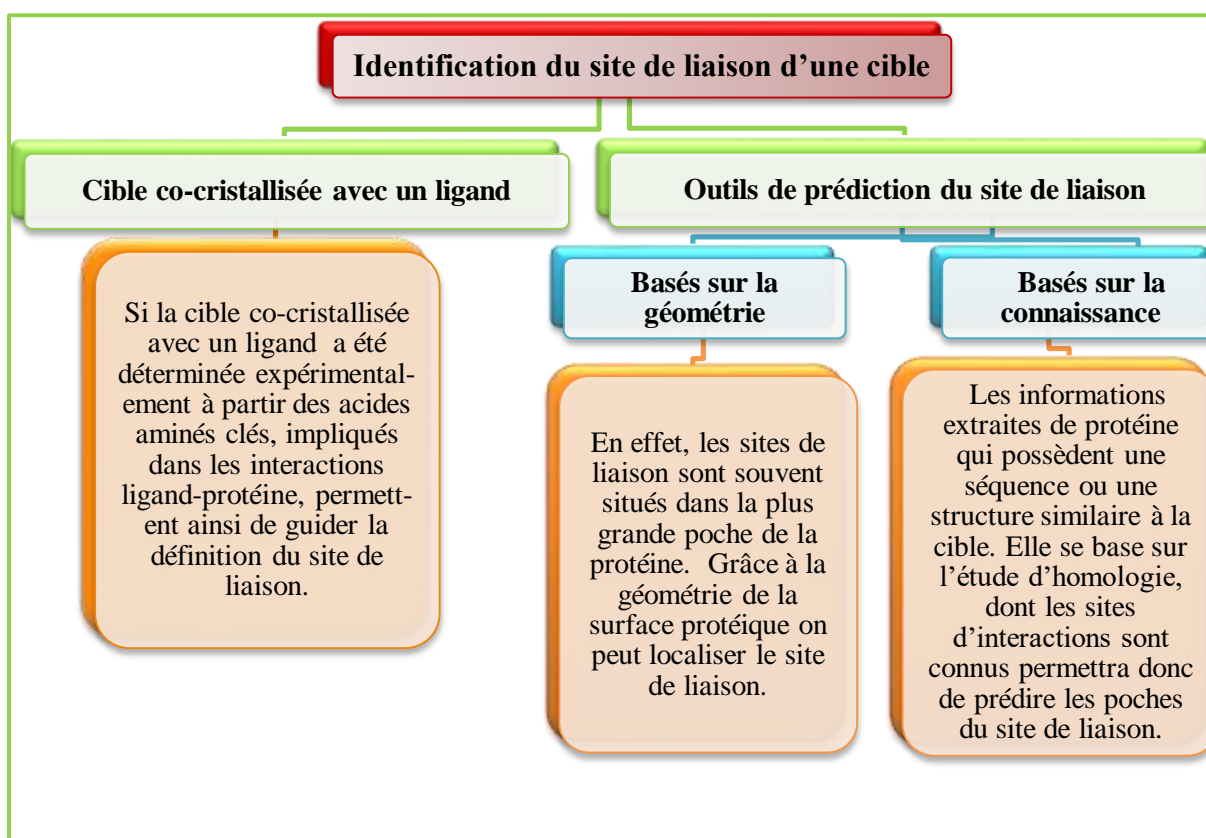 Identification du site de liaison d’une cible
Cible co-cristallisée avec un ligand
Outils de prédiction du site de liaison
Si la cible co-cristallisée
avec un ligand a été
déterminée expérimental-
ement à partir des acides
aminés clés, impliqués
dans les interactions
ligand-protéine, permett-
ent ainsi de guider la
définition du site de
liaison.
Basés sur la
géométrie
En effet, les sites de
liaison sont souvent
situés dans la plus
grande poche de la
protéine. Grâce à la
géométrie de la
surface protéique on
peut localiser le site
de liaison.
Basés sur la
connaissance
Les informations
extraites de protéine
qui possèdent une
séquence ou une
structure similaire à la
cible. Elle se base sur
l’étude d’homologie,
dont les sites
d’interactions sont
connus permettra donc
de prédire les poches
du site de liaison.